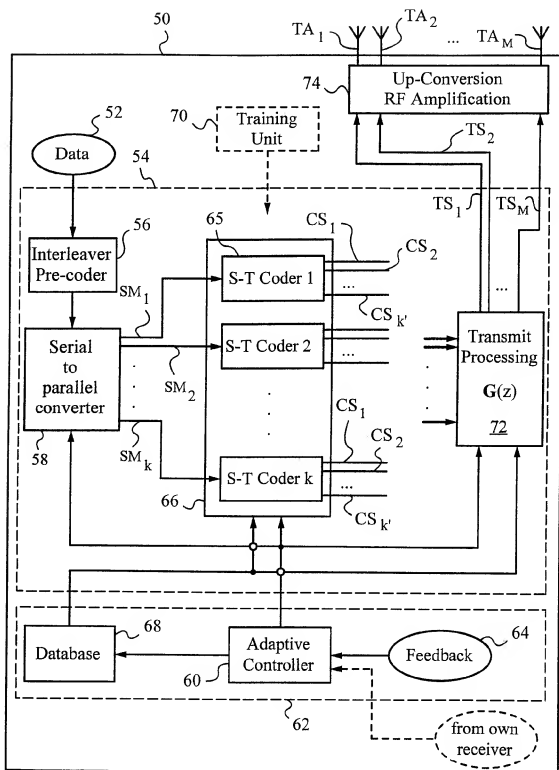 50
TA1
TA2
...
TAM
74
Up-Conversion
RF Amplification
52
Data
70
Training
Unit
TS2
54
TS1
TSM
...
56
Interleaver
Pre-coder
65
S-T Coder 1
CS1
CS2
...
CSk'
SM1
Serial
to
parallel
converter
58
SM2
S-T Coder 2
...
Transmit
Processing
G(z)
72
SMk
S-T Coder k
66
CS1
CS2
...
CSk'
68
Database
Adaptive
Controller
60
Feedback
64
62
from own
receiver